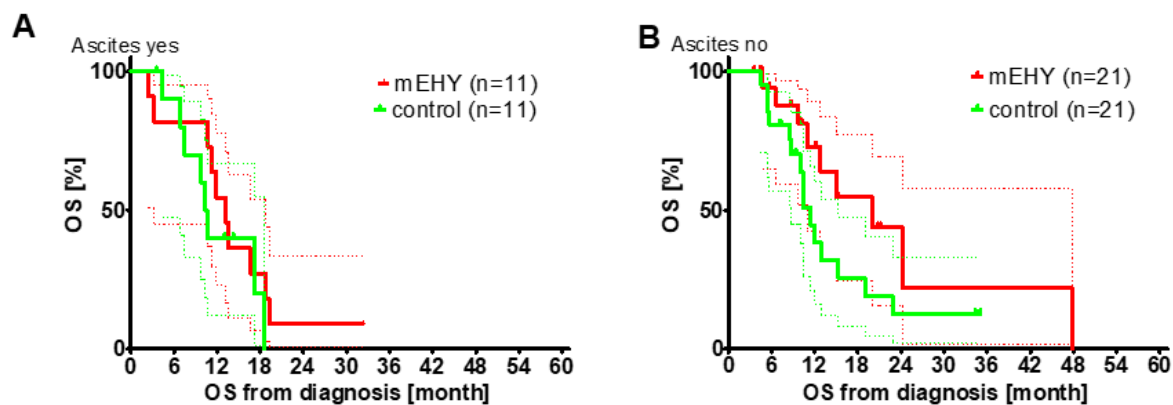 A
Ascites yes
mEHY (n=11)
control (n=11)
OS [%]
100
50
0
0 6 12 18 24 30 36 42 48 54 60
OS from diagnosis [month]
B
Ascites no
mEHY (n=21)
control (n=21)
OS [%]
100
50
0
0 6 12 18 24 30 36 42 48 54 60
OS from diagnosis [month]